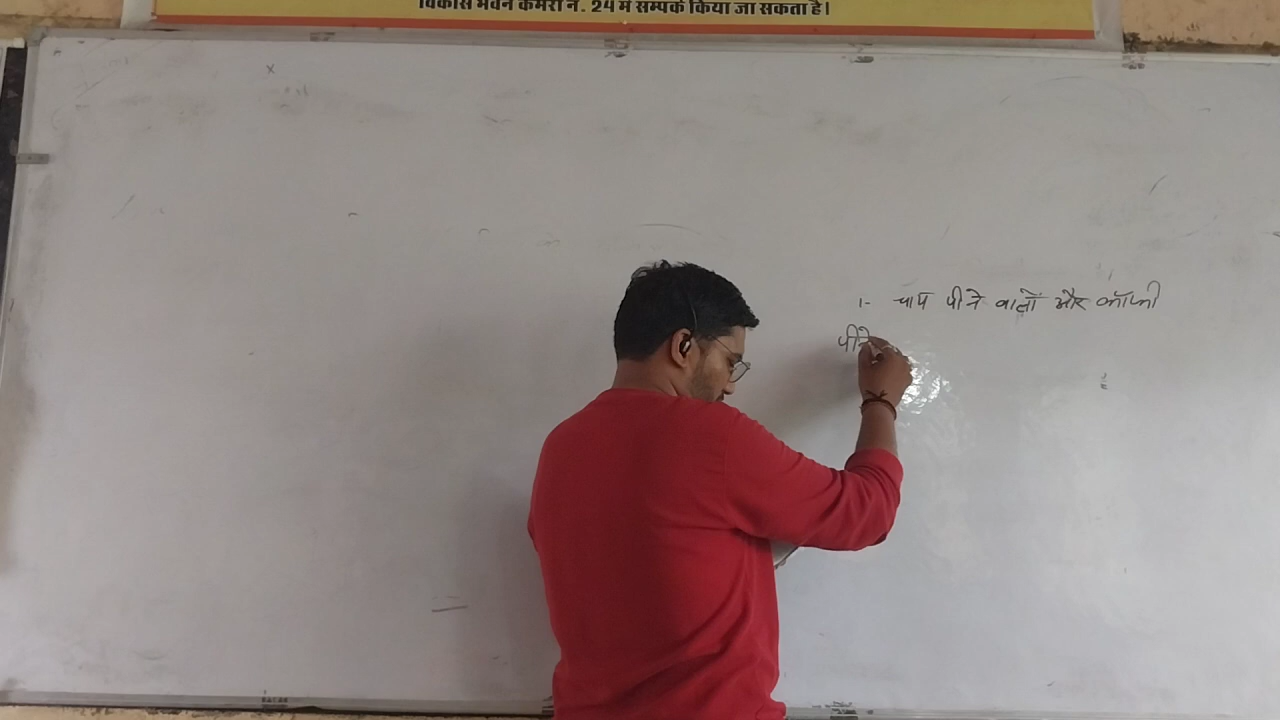 विकास भवन कमरा नं. 24 में सम्पर्क किया जा सकता है।
1- चाय पीने वालों और कॉफी
पीने